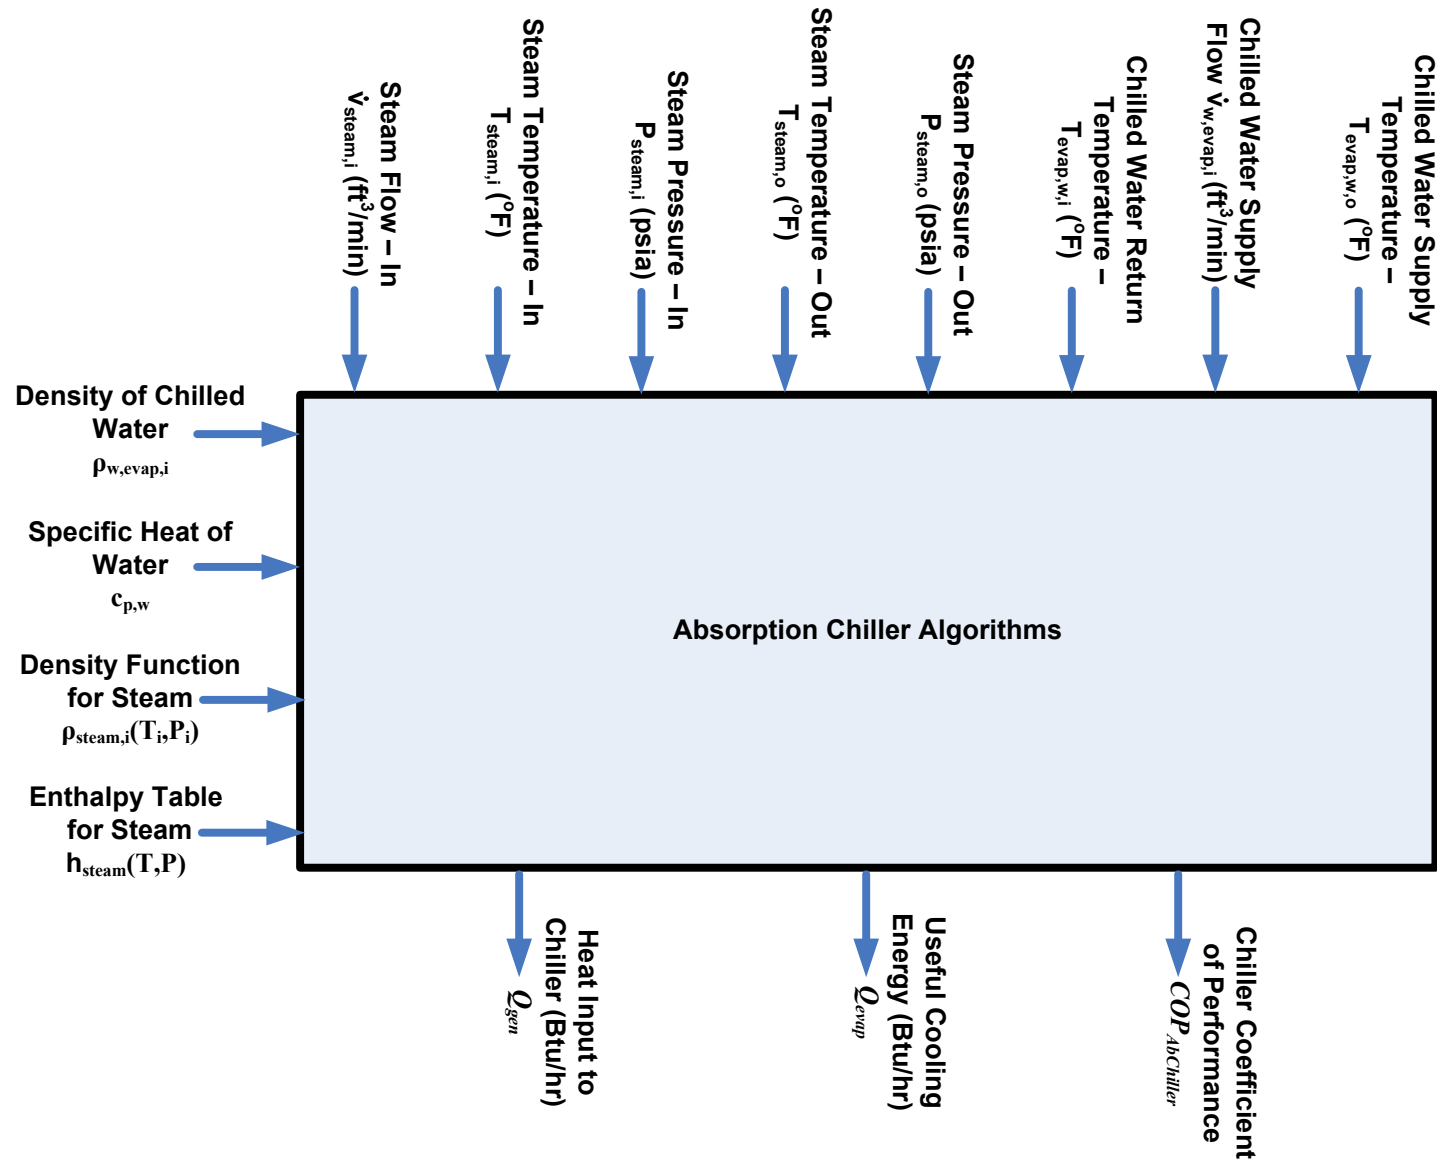 Steam Flow – In
v̇steam,i (ft³/min)
Steam Temperature – In
Tsteam,i (°F)
Steam Pressure – In
Psteam,i (psia)
Steam Temperature – Out
Tsteam,o (°F)
Steam Pressure – Out
Psteam,o (psia)
Chilled Water Return
Temperature –
Tevap,w,i (°F)
Chilled Water Supply
Flow v̇w,evap,i (ft³/min)
Chilled Water Supply
Temperature –
Tevap,w,o (°F)
Density of Chilled
Water
ρw,evap,i
Specific Heat of
Water
cp,w
Density Function
for Steam
ρsteam,i(Ti,Pi)
Enthalpy Table
for Steam
hsteam(T,P)
Absorption Chiller Algorithms
Heat Input to
Chiller (Btu/hr)
Qgen
Useful Cooling
Energy (Btu/hr)
Qevap
Chiller Coefficient
of Performance
COPAbChiller